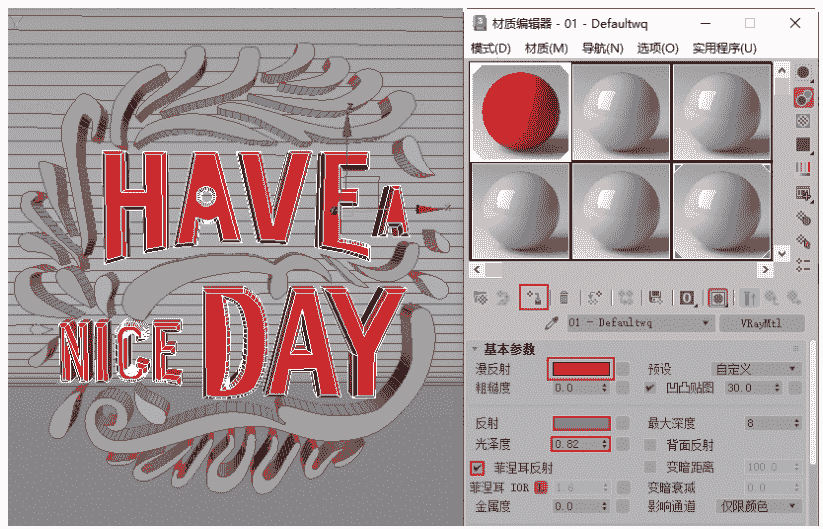 HAVE A
NICE DAY
材质编辑器 - 01 - Defaultwq
模式(D) 材质(M) 导航(N) 选项(O) 实用程序(U)
01 - Defaultwq VRayMtl
基本参数
漫反射 预设 自定义
粗糙度 0.0 凹凸贴图 30.0
反射 最大深度 8
光泽度 0.82 背面反射
菲涅耳反射 变暗距离 100.0
菲涅耳 IOR 1.6 变暗衰减 0.0
金属度 0.0 影响通道 仅限颜色